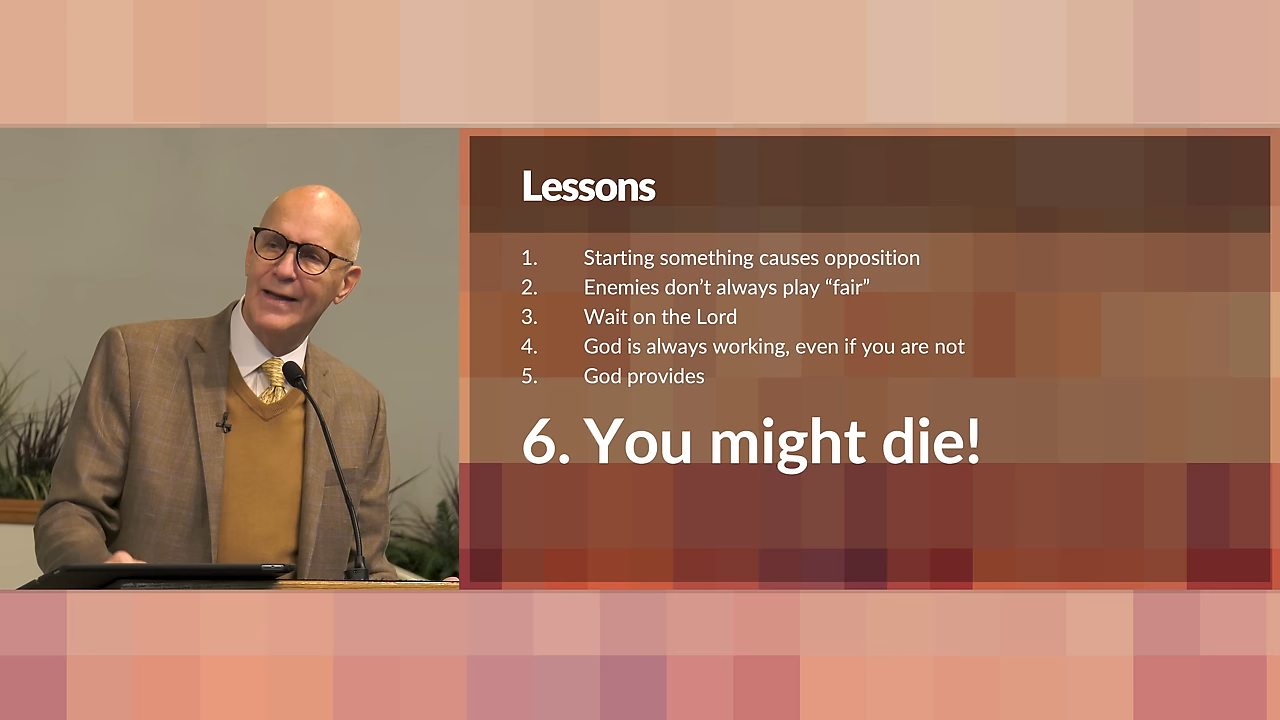 Lessons
1. Starting something causes opposition
2. Enemies don’t always play “fair”
3. Wait on the Lord
4. God is always working, even if you are not
5. God provides
6. You might die!